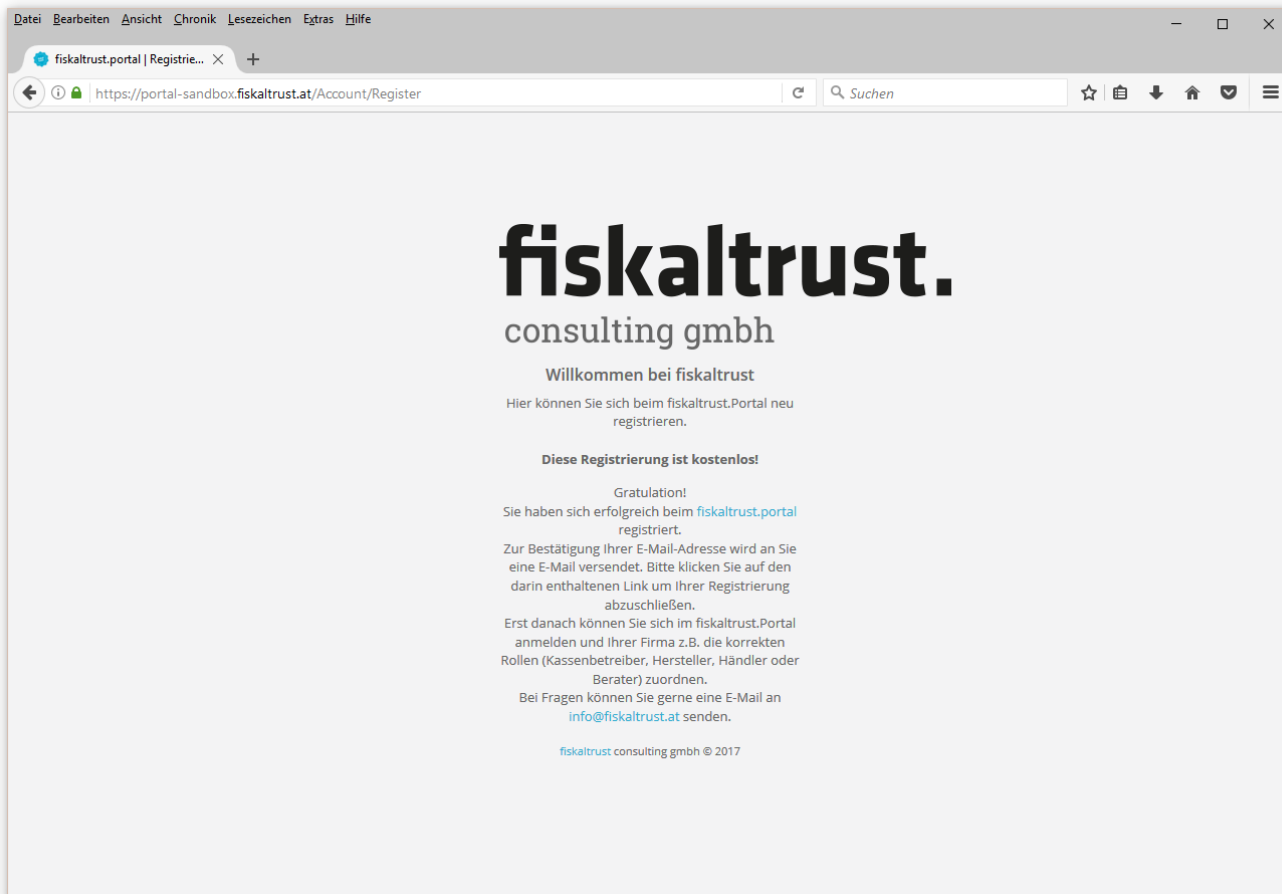 Datei Bearbeiten Ansicht Chronik Lesezeichen Extras Hilfe
fiskaltrust.portal | Registrie...
https://portal-sandbox.fiskaltrust.at/Account/Register
Suchen
fiskaltrust.
consulting gmbh
Willkommen bei fiskaltrust
Hier können Sie sich beim fiskaltrust.Portal neu
registrieren.
Diese Registrierung ist kostenlos!
Gratulation!
Sie haben sich erfolgreich beim fiskaltrust.portal
registriert.
Zur Bestätigung Ihrer E-Mail-Adresse wird an Sie
eine E-Mail versendet. Bitte klicken Sie auf den
darin enthaltenen Link um Ihrer Registrierung
abzuschließen.
Erst danach können Sie sich im fiskaltrust.Portal
anmelden und Ihrer Firma z.B. die korrekten
Rollen (Kassenbetreiber, Hersteller, Händler oder
Berater) zuordnen.
Bei Fragen können Sie gerne eine E-Mail an
info@fiskaltrust.at senden.
fiskaltrust consulting gmbh © 2017